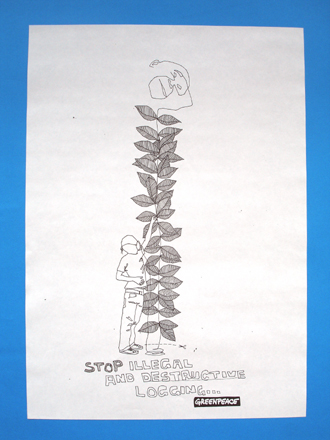 STOP ILLEGAL
AND DESTRUCTIVE
LOGGING...
GREENPEACE